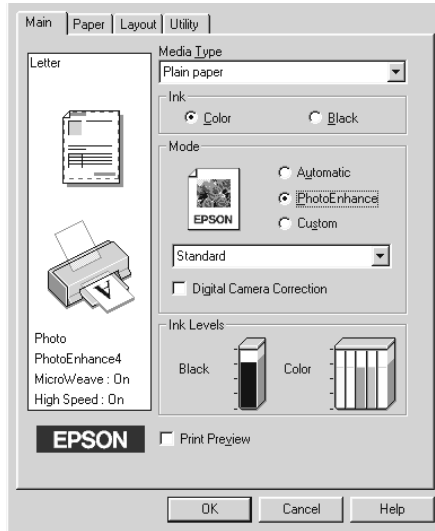 Main Paper Layout Utility
Letter
Media Type
Plain paper
Ink
Color Black
Mode
EPSON
Automatic
PhotoEnhance
Custom
Standard
Digital Camera Correction
A
Photo
PhotoEnhance4
MicroWeave : On
High Speed : On
Ink Levels
Black Color
EPSON
Print Preview
OK Cancel Help